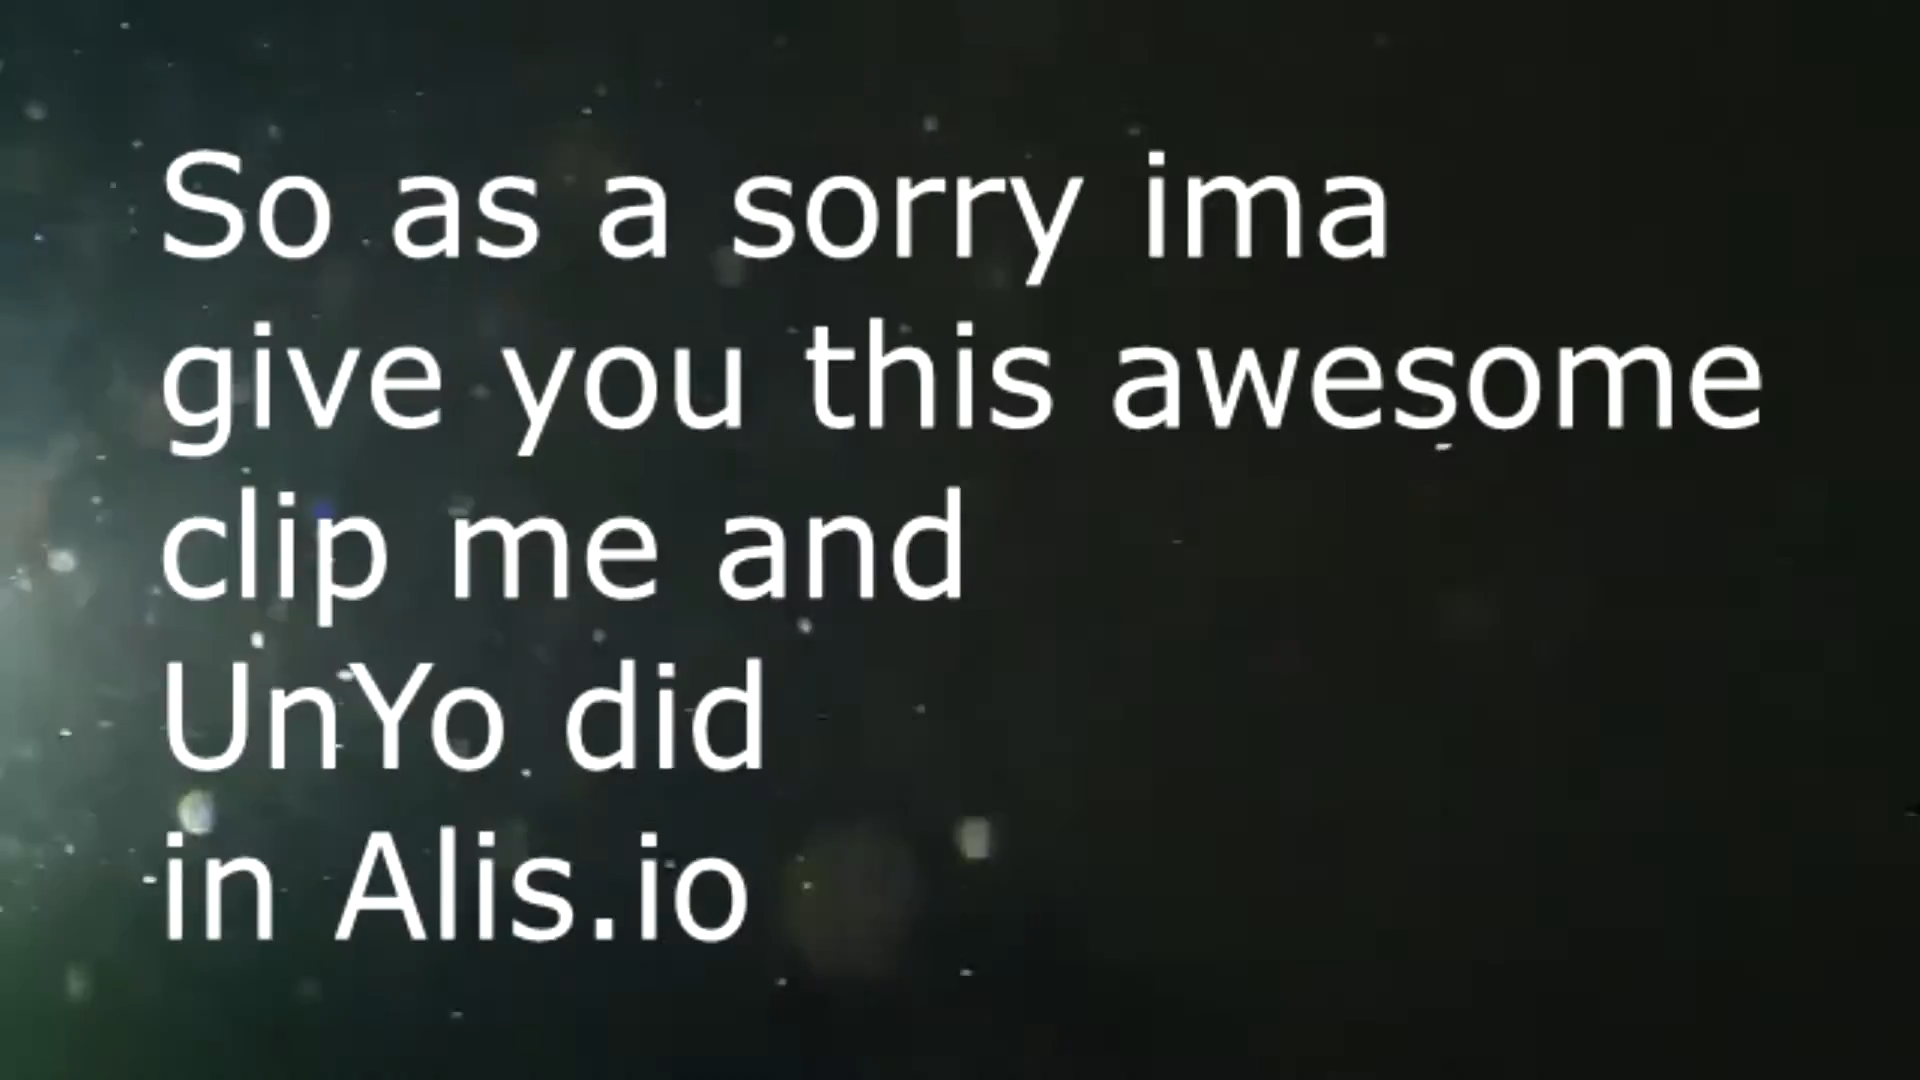 So as a sorry ima
give you this awesome
clip me and
UnYo did
in Alis.io